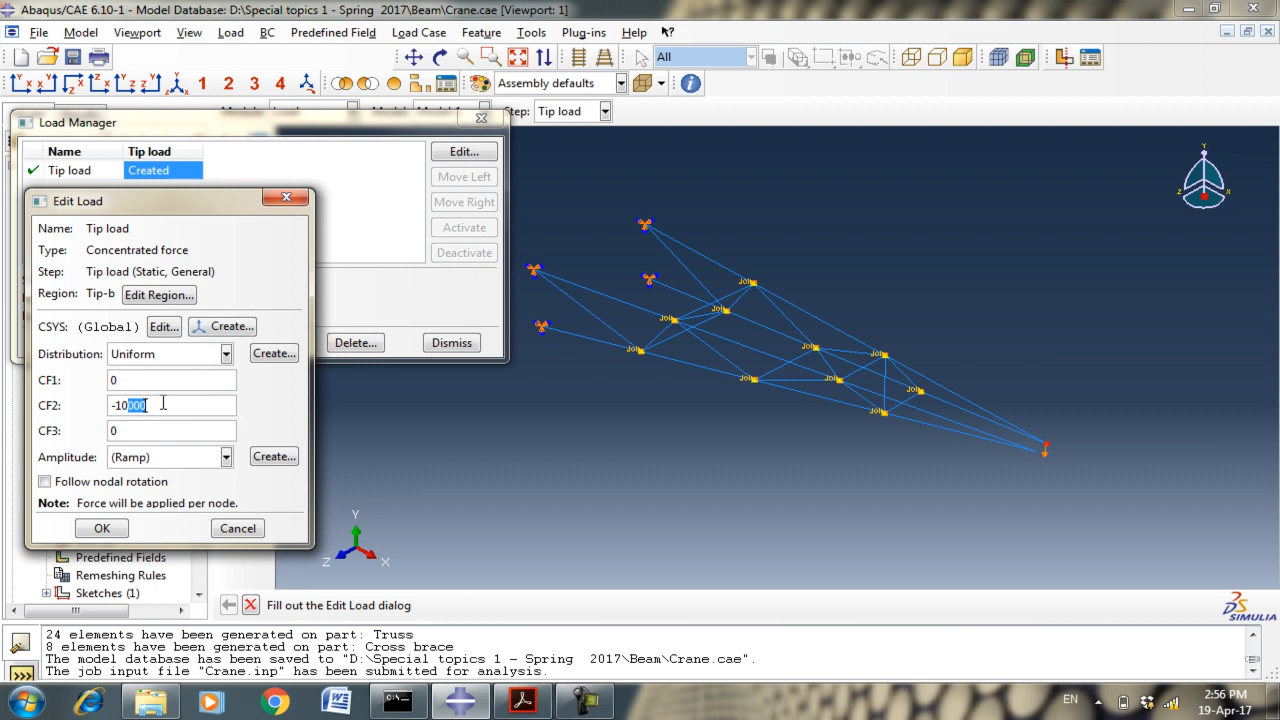 Abaqus/CAE 6.10-1 - Model Database: D:\Special topics 1 - Spring  2017\Beam\Crane.cae [Viewport: 1]
File Model Viewport View Load BC Predefined Field Load Case Feature Tools Plug-ins Help
All
1 2 3 4 Assembly defaults
Step: Tip load
Load Manager
Name Tip load
Tip load Created
Edit...
Move Left
Move Right
Activate
Deactivate
Delete... Dismiss
Edit Load
Name: Tip load
Type: Concentrated force
Step: Tip load (Static, General)
Region: Tip-b Edit Region...
CSYS: (Global) Edit... Create...
Distribution: Uniform Create...
CF1: 0
CF2: -10000
CF3: 0
Amplitude: (Ramp) Create...
Follow nodal rotation
Note: Force will be applied per node.
OK Cancel
Predefined Fields
Remeshing Rules
Sketches (1)
Y
Z X
Y
Z X
Fill out the Edit Load dialog
SIMULIA
24 elements have been generated on part: Truss
8 elements have been generated on part: Cross brace
The model database has been saved to "D:\Special topics 1 - Spring  2017\Beam\Crane.cae".
The job input file "Crane.inp" has been submitted for analysis.
EN 2:56 PM
19-Apr-17